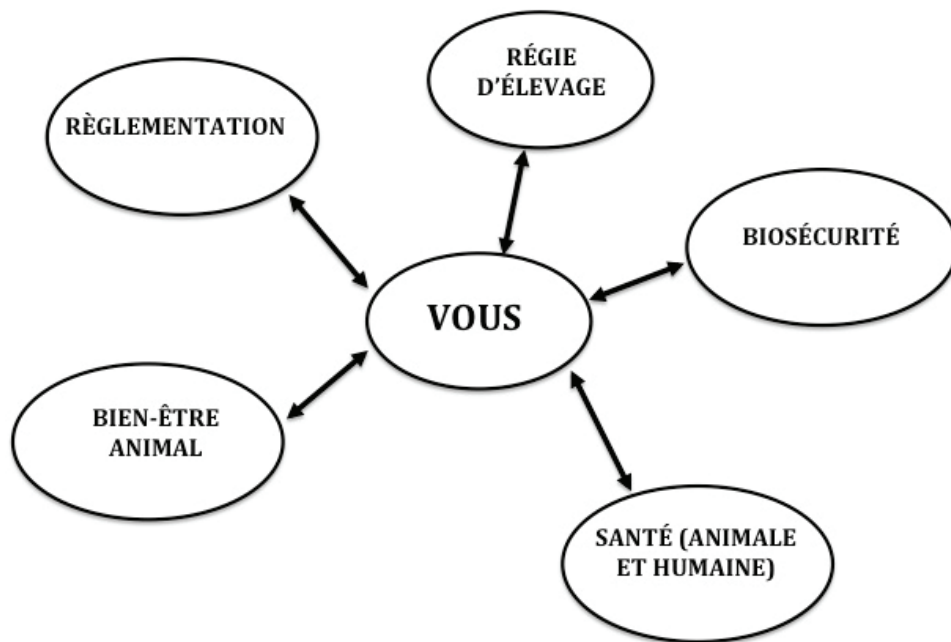 RÉGIE
D'ÉLEVAGE
RÈGLEMENTATION
BIOSÉCURITÉ
VOUS
BIEN-ÊTRE
ANIMAL
SANTÉ (ANIMALE
ET HUMAINE)